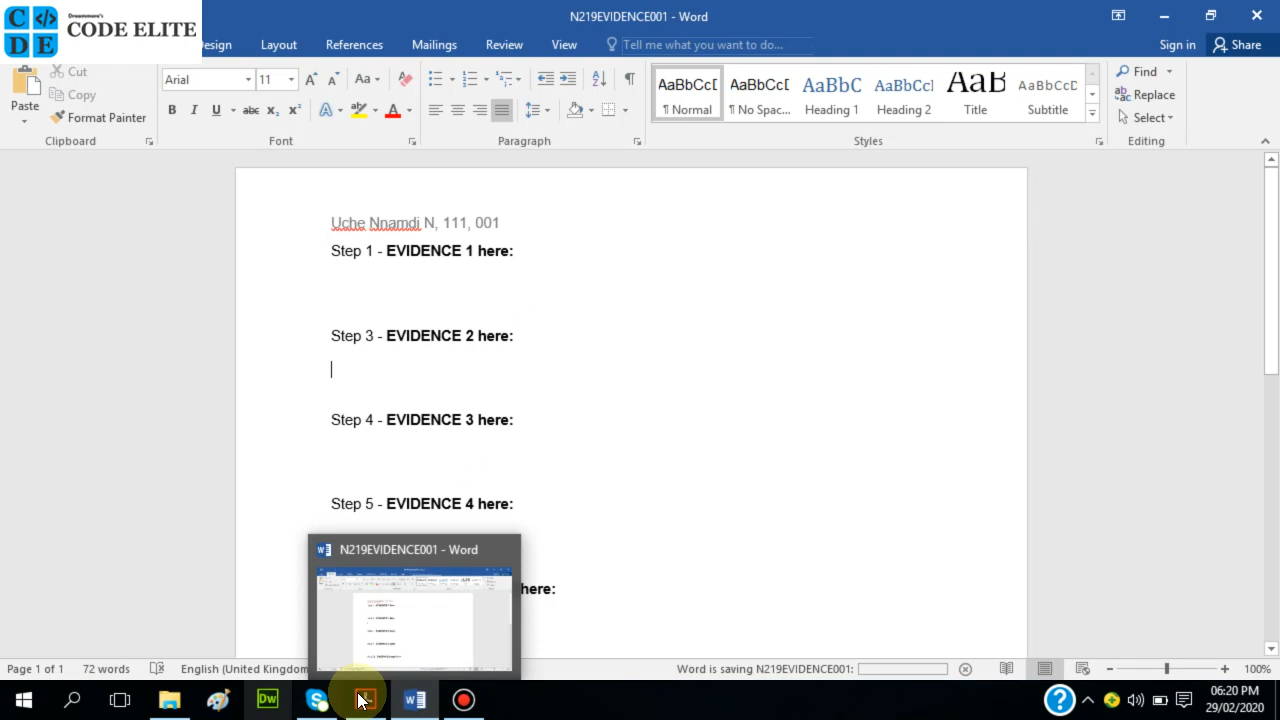 C </>
D E
Dreammore's
CODE ELITE
N219EVIDENCE001 - Word
esign Layout References Mailings Review View Tell me what you want to do... Sign in Share
Paste
Cut
Copy
Format Painter
Clipboard
Arial 11
Font
Paragraph
AaBbCcD AaBbCcD AaBbC AaBbCcI AaB AaBbCcD
¶ Normal ¶ No Spac... Heading 1 Heading 2 Title Subtitle
Styles
Find
Replace
Select
Editing
Uche Nnamdi N, 111, 001
Step 1 - EVIDENCE 1 here:
Step 3 - EVIDENCE 2 here:
Step 4 - EVIDENCE 3 here:
Step 5 - EVIDENCE 4 here:
N219EVIDENCE001 - Word
here:
Page 1 of 1 72 words English (United Kingdom Word is saving N219EVIDENCE001: 100%
Dw
06:20 PM
29/02/2020